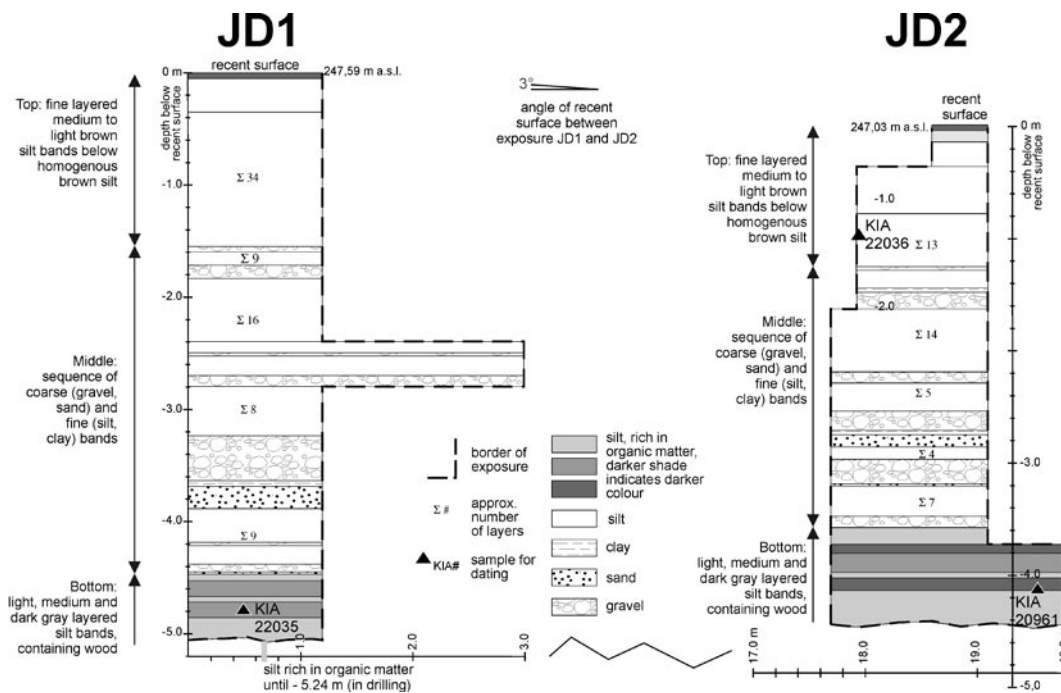 JD1
recent surface
0 m
247,59 m a.s.l.
depth below
recent surface
Top: fine layered
medium to
light brown
silt bands below
homogenous
brown silt
Σ 34
-1.0
Σ 9
-2.0
Σ 16
Middle:
sequence of
coarse (gravel,
sand) and
fine (silt,
clay) bands
-3.0
Σ 8
-4.0
Σ 9
Bottom:
light, medium and
dark gray layered
silt bands,
containing wood
KIA
22035
-5.0
1.0
2.0
3.0
silt rich in organic matter
until - 5.24 m (in drilling)
3°
angle of recent
surface between
exposure JD1 and JD2
border of
exposure
Σ #
approx.
number
of layers
KIA#
sample for
dating
silt, rich in
organic matter,
darker shade
indicates darker
colour
silt
clay
sand
gravel
JD2
recent
surface
247,03 m a.s.l.
0 m
depth below
recent surface
Top: fine layered
medium to
light brown
silt bands below
homogenous
brown silt
-1.0
KIA
22036
Σ 13
-2.0
Σ 14
Middle:
sequence of
coarse (gravel,
sand) and
fine (silt,
clay) bands
Σ 5
Σ 4
-3.0
Σ 7
Bottom:
light, medium and
dark gray layered
silt bands,
containing wood
-4.0
KIA
20961
17.0 m
18.0
19.0
-5,0